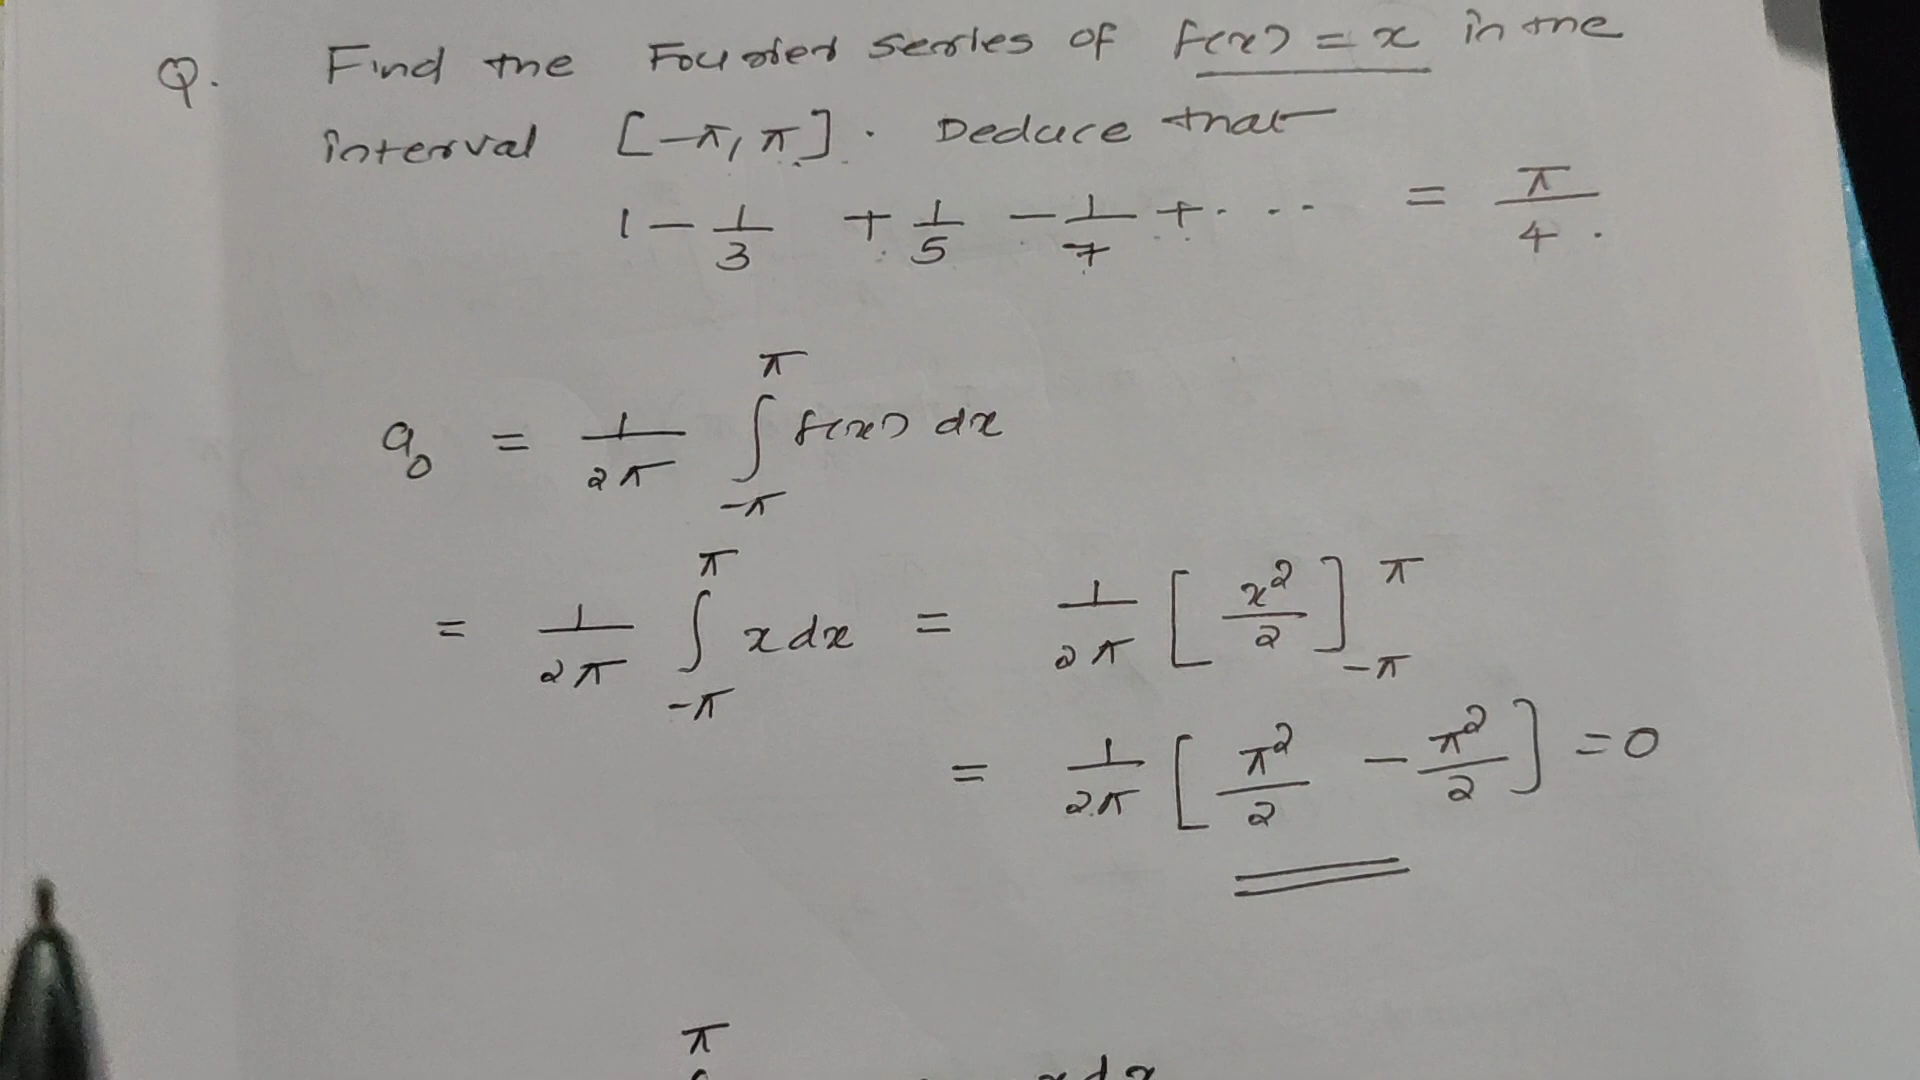 Q. Find the Fourier series of f(x) = x in the
interval [-π, π]. Deduce that
1 - 1/3 + 1/5 - 1/7 + ... = π/4.
a₀ = 1/2π ∫_{-π}^{π} f(x) dx
= 1/2π ∫_{-π}^{π} x dx = 1/2π [x²/2]_{-π}^{π}
= 1/2π [π²/2 - π²/2] = 0
π